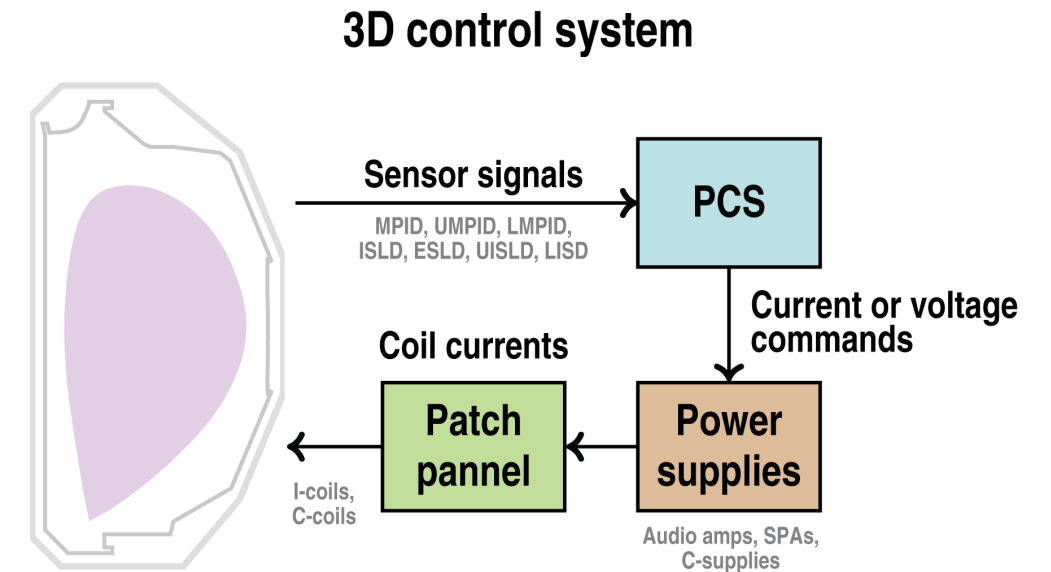 3D control system
Sensor signals
MPID, UMPID, LMPID,
ISLD, ESLD, UISLD, LISD
PCS
Current or voltage
commands
Coil currents
Patch
pannel
Power
supplies
I-coils,
C-coils
Audio amps, SPAs,
C-supplies